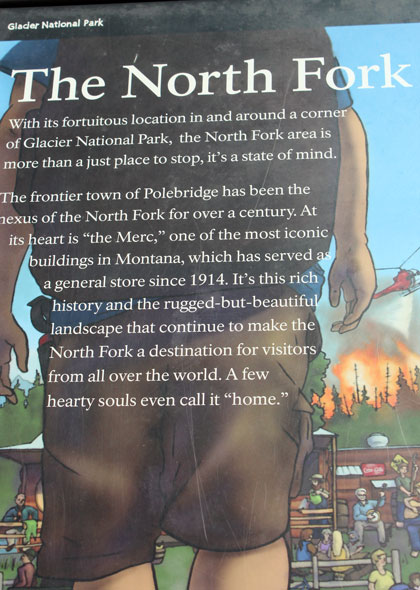 Glacier National Park
The North Fork
With its fortuitous location in and around a corner
of Glacier National Park, the North Fork area is
more than a just place to stop, it's a state of mind.
The frontier town of Polebridge has been the
nexus of the North Fork for over a century. At
its heart is “the Merc,” one of the most iconic
buildings in Montana, which has served as
a general store since 1914. It's this rich
history and the rugged-but-beautiful
landscape that continue to make the
North Fork a destination for visitors
from all over the world. A few
hearty souls even call it “home.”